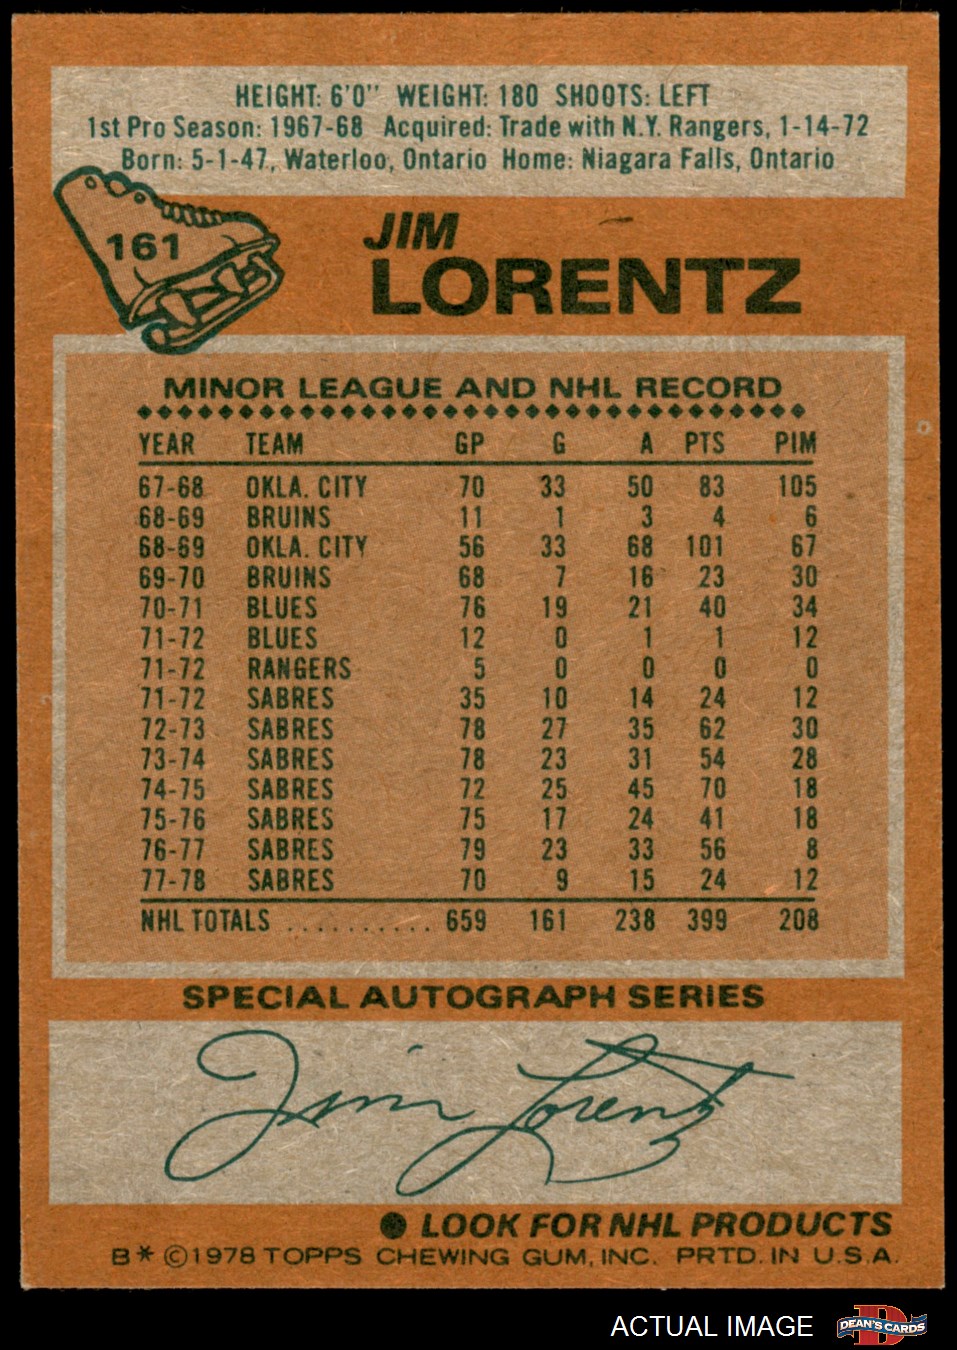 HEIGHT: 6'0" WEIGHT: 180 SHOOTS: LEFT
1st Pro Season: 1967-68 Acquired: Trade with N.Y. Rangers, 1-14-72
Born: 5-1-47, Waterloo, Ontario Home: Niagara Falls, Ontario
161
JIM
LORENTZ
MINOR LEAGUE AND NHL RECORD
YEAR TEAM GP G A PTS PIM
67-68 OKLA. CITY 70 33 50 83 105
68-69 BRUINS 11 1 3 4 6
68-69 OKLA. CITY 56 33 68 101 67
69-70 BRUINS 68 7 16 23 30
70-71 BLUES 76 19 21 40 34
71-72 BLUES 12 0 1 1 12
71-72 RANGERS 5 0 0 0 0
71-72 SABRES 35 10 14 24 12
72-73 SABRES 78 27 35 62 30
73-74 SABRES 78 23 31 54 28
74-75 SABRES 72 25 45 70 18
75-76 SABRES 75 17 24 41 18
76-77 SABRES 79 23 33 56 8
77-78 SABRES 70 9 15 24 12
NHL TOTALS .......... 659 161 238 399 208
SPECIAL AUTOGRAPH SERIES
Jim Lorentz
● LOOK FOR NHL PRODUCTS
B* ©1978 TOPPS CHEWING GUM, INC. PRTD. IN U.S.A.
ACTUAL IMAGE DEAN'S CARDS